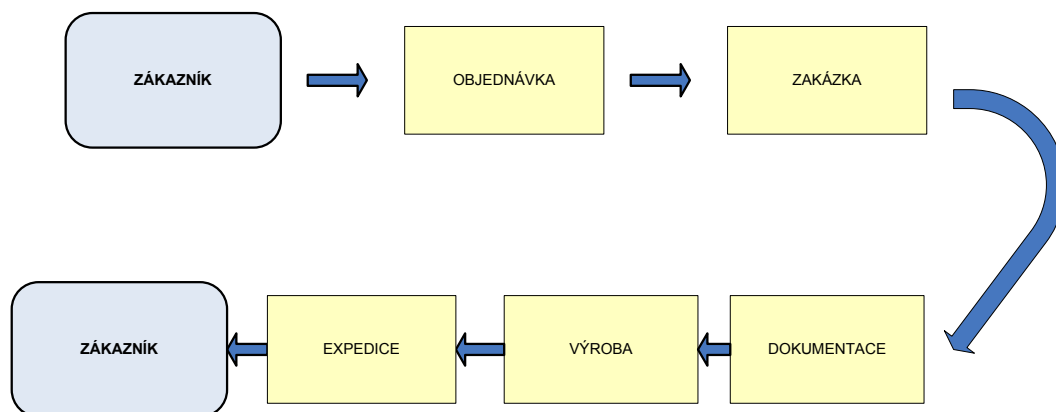 ZÁKAZNÍK
OBJEDNÁVKA
ZAKÁZKA
ZÁKAZNÍK
EXPEDICE
VÝROBA
DOKUMENTACE